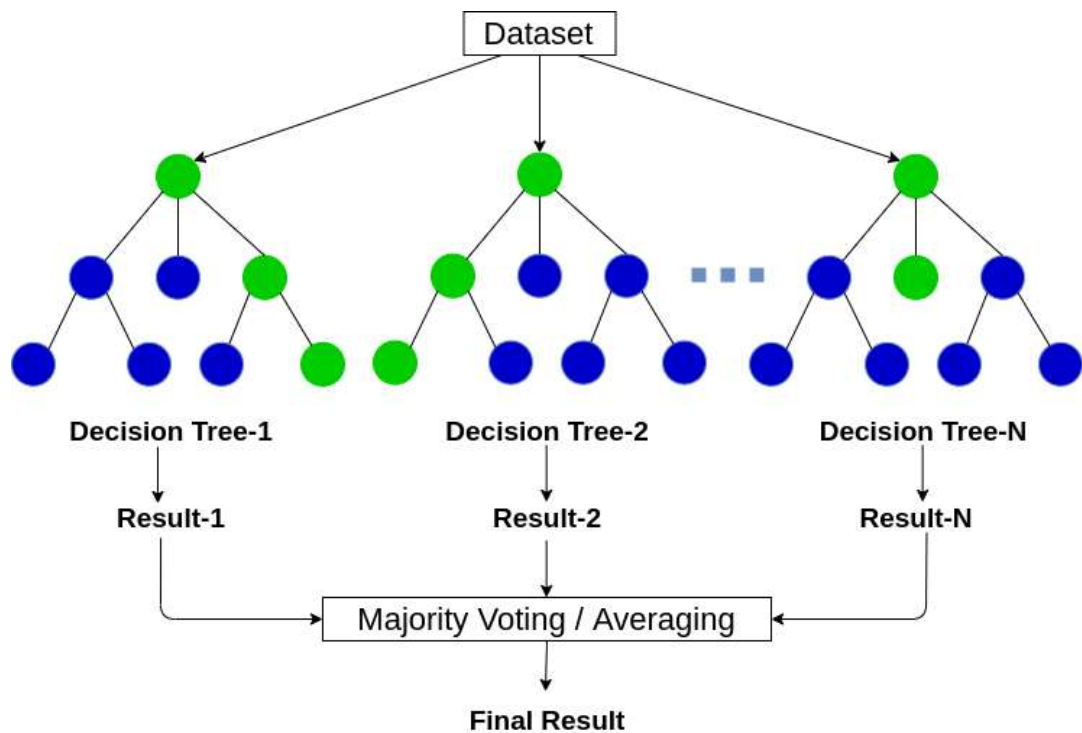 Dataset
Decision Tree-1
Decision Tree-2
Decision Tree-N
Result-1
Result-2
Result-N
Majority Voting / Averaging
Final Result